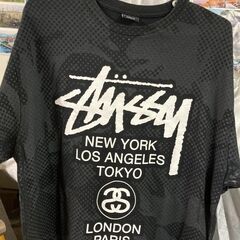 Stüssy
NEW YORK
LOS ANGELES
TOKYO
LONDON
PARIS